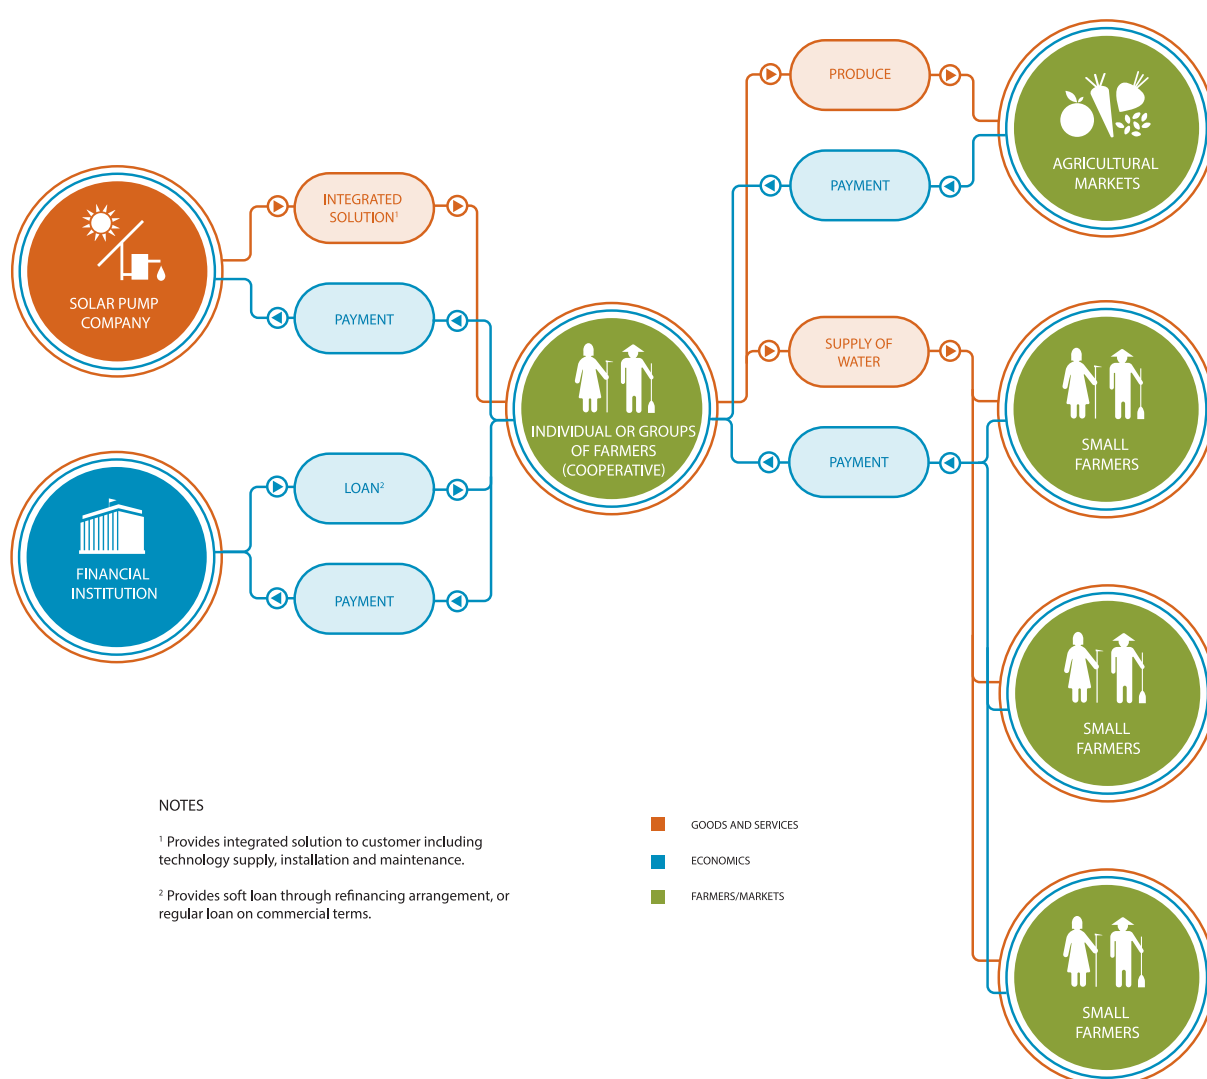 PRODUCE
AGRICULTURAL
MARKETS
PAYMENT
INTEGRATED
SOLUTION¹
SOLAR PUMP
COMPANY
PAYMENT
SUPPLY OF
WATER
INDIVIDUAL OR GROUPS
OF FARMERS
(COOPERATIVE)
SMALL
FARMERS
PAYMENT
LOAN²
FINANCIAL
INSTITUTION
PAYMENT
SMALL
FARMERS
SMALL
FARMERS
NOTES
¹ Provides integrated solution to customer including
technology supply, installation and maintenance.
² Provides soft loan through refinancing arrangement, or
regular loan on commercial terms.
GOODS AND SERVICES
ECONOMICS
FARMERS/MARKETS